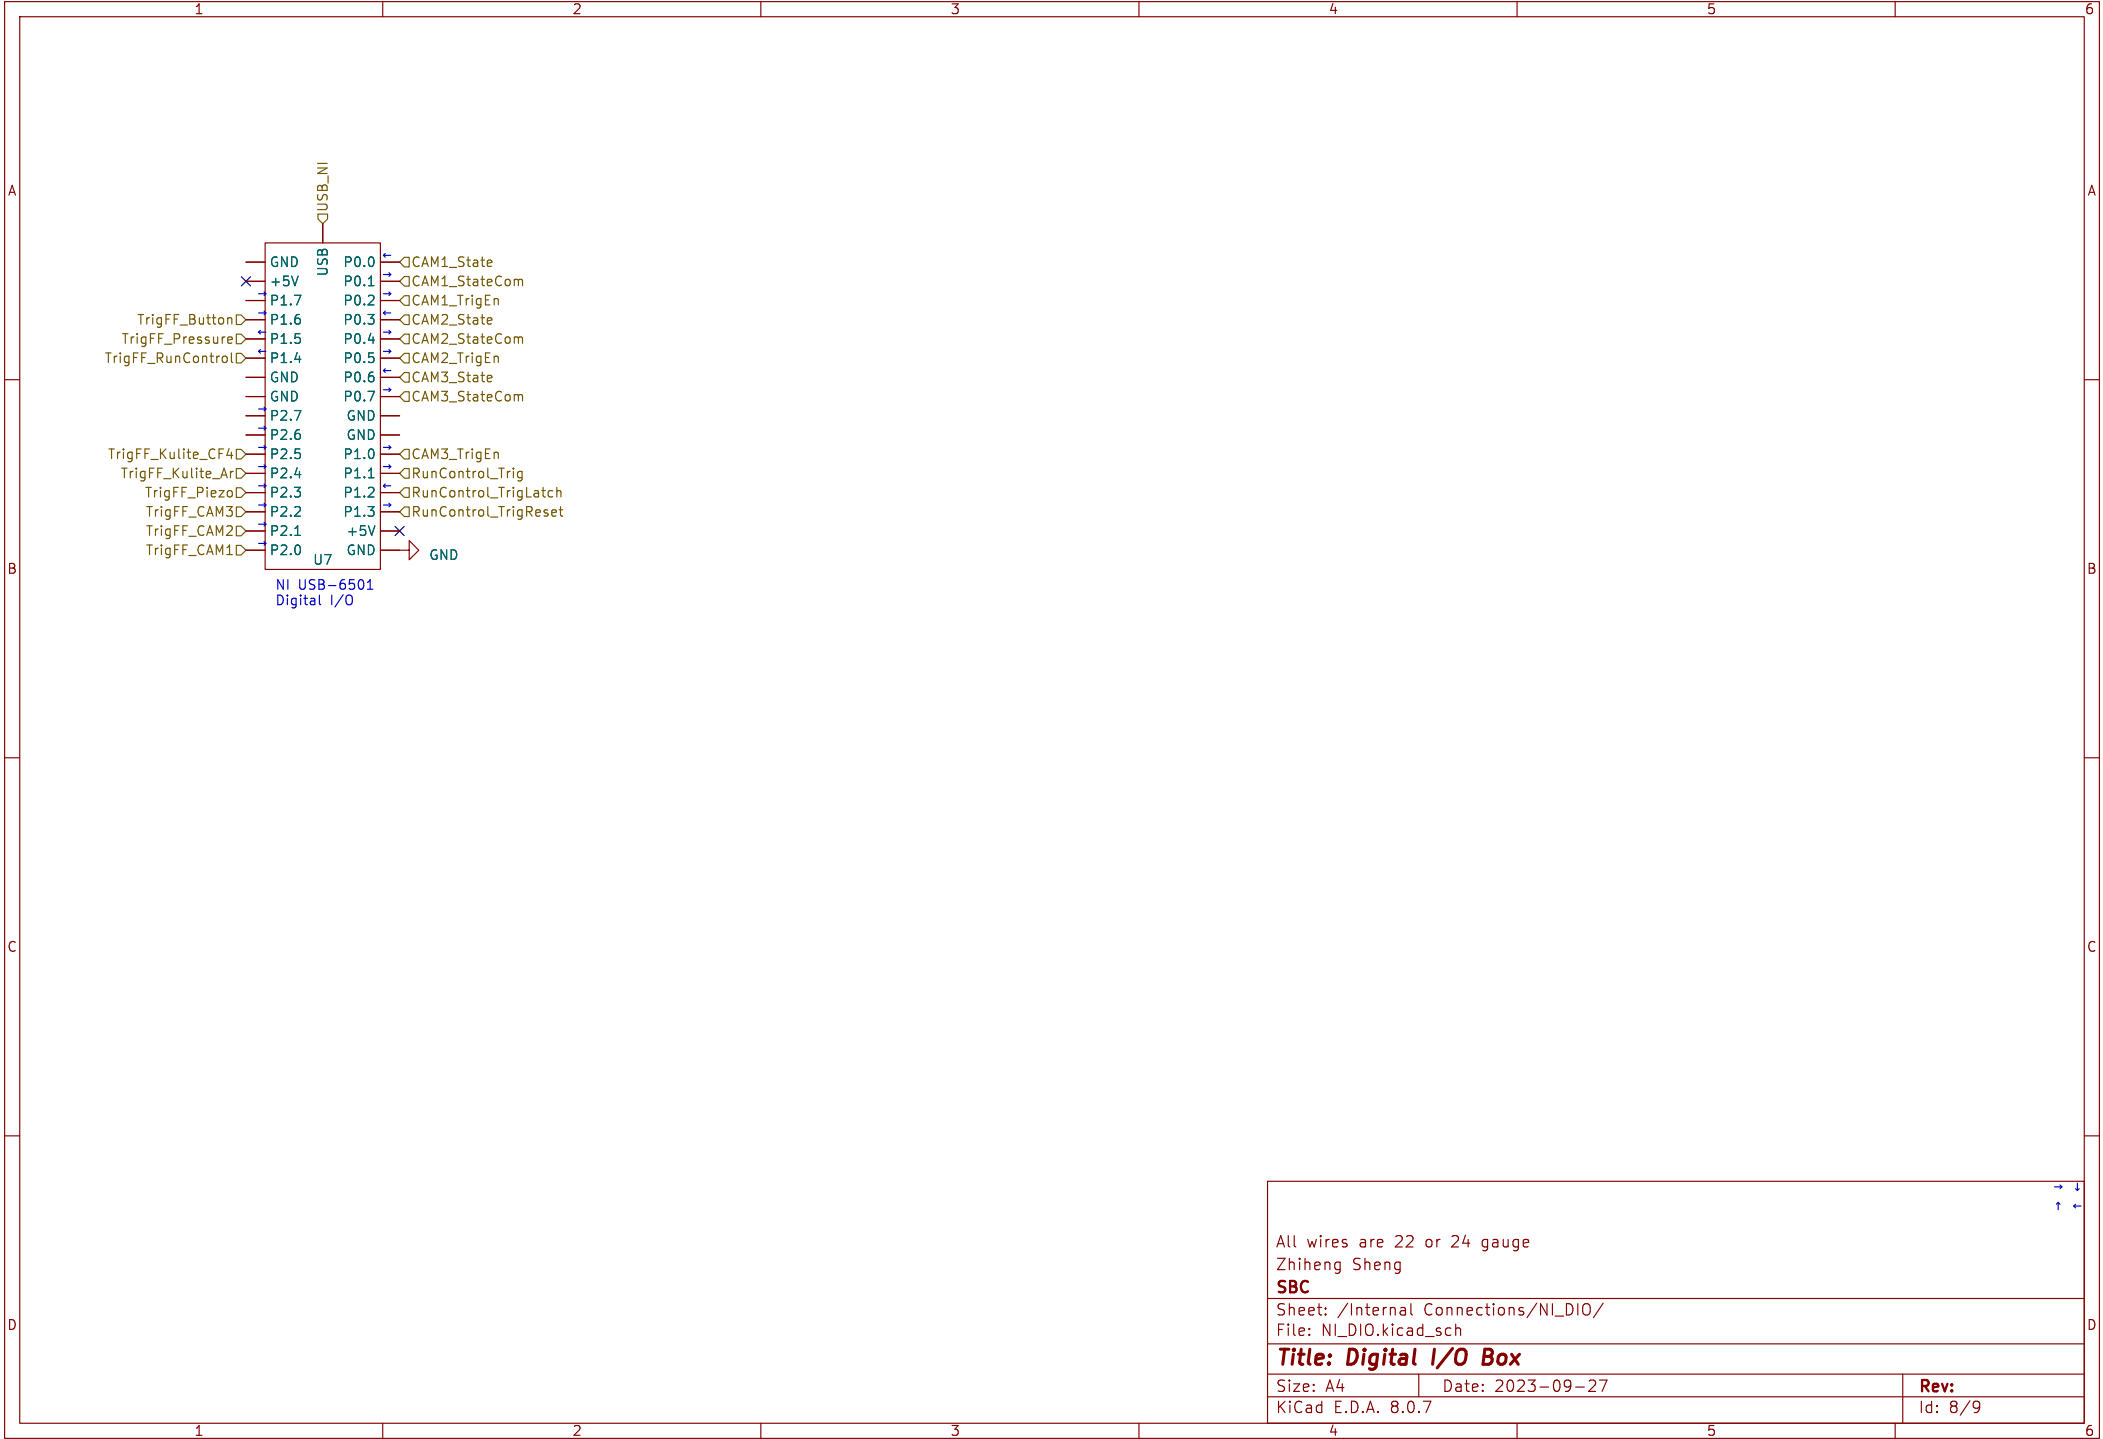 1 2 3 4 5 6
A A
USB_NI
USB
GND P0.0 ← CAM1_State
+5V P0.1 → CAM1_StateCom
→ P1.7 P0.2 → CAM1_TrigEn
TrigFF_Button → P1.6 P0.3 ← CAM2_State
TrigFF_Pressure ← P1.5 P0.4 → CAM2_StateCom
TrigFF_RunControl ← P1.4 P0.5 → CAM2_TrigEn
GND P0.6 ← CAM3_State
GND P0.7 → CAM3_StateCom
→ P2.7 GND
→ P2.6 GND
TrigFF_Kulite_CF4 → P2.5 P1.0 → CAM3_TrigEn
TrigFF_Kulite_Ar → P2.4 P1.1 → RunControl_Trig
TrigFF_Piezo → P2.3 P1.2 ← RunControl_TrigLatch
TrigFF_CAM3 → P2.2 P1.3 → RunControl_TrigReset
TrigFF_CAM2 → P2.1 +5V
TrigFF_CAM1 → P2.0 GND GND
U7
B B
NI USB-6501
Digital I/O
C C
→ ↓
↑ ←
All wires are 22 or 24 gauge
Zhiheng Sheng
SBC
Sheet: /Internal Connections/NI_DIO/
D D
File: NI_DIO.kicad_sch
Title: Digital I/O Box
Size: A4 Date: 2023-09-27 Rev:
KiCad E.D.A. 8.0.7 Id: 8/9
1 2 3 4 5 6